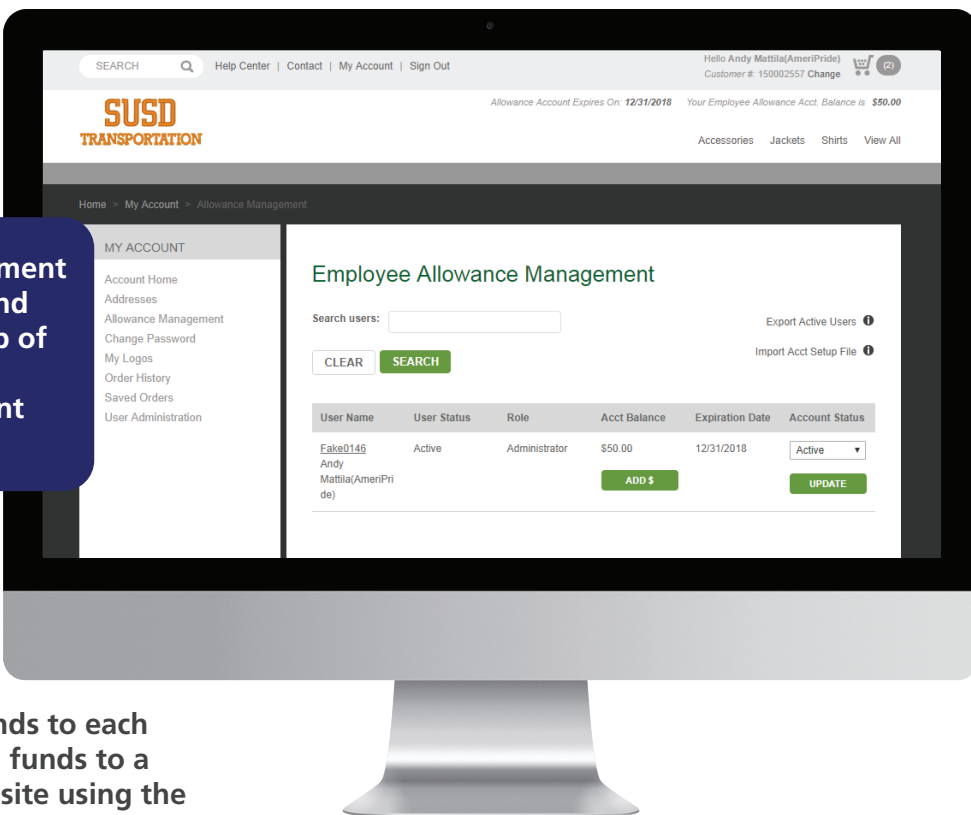 SEARCH
Help Center | Contact | My Account | Sign Out
Hello Andy Mattila(AmeriPride)
Customer #: 150002557 Change
(2)
SUSD
TRANSPORTATION
Allowance Account Expires On: 12/31/2018 Your Employee Allowance Acct. Balance is $50.00
Accessories Jackets Shirts View All
Home > My Account > Allowance Management
MY ACCOUNT
Account Home
Addresses
Allowance Management
Change Password
My Logos
Order History
Saved Orders
User Administration
Employee Allowance Management
Search users:
Export Active Users
Import Acct Setup File
CLEAR SEARCH
User Name User Status Role Acct Balance Expiration Date Account Status
Fake0146 Active Administrator $50.00 12/31/2018 Active
Andy
Mattila(AmeriPri
de)
ADD $ UPDATE
ment
nd
of
nt
nds to each
funds to a
site using the